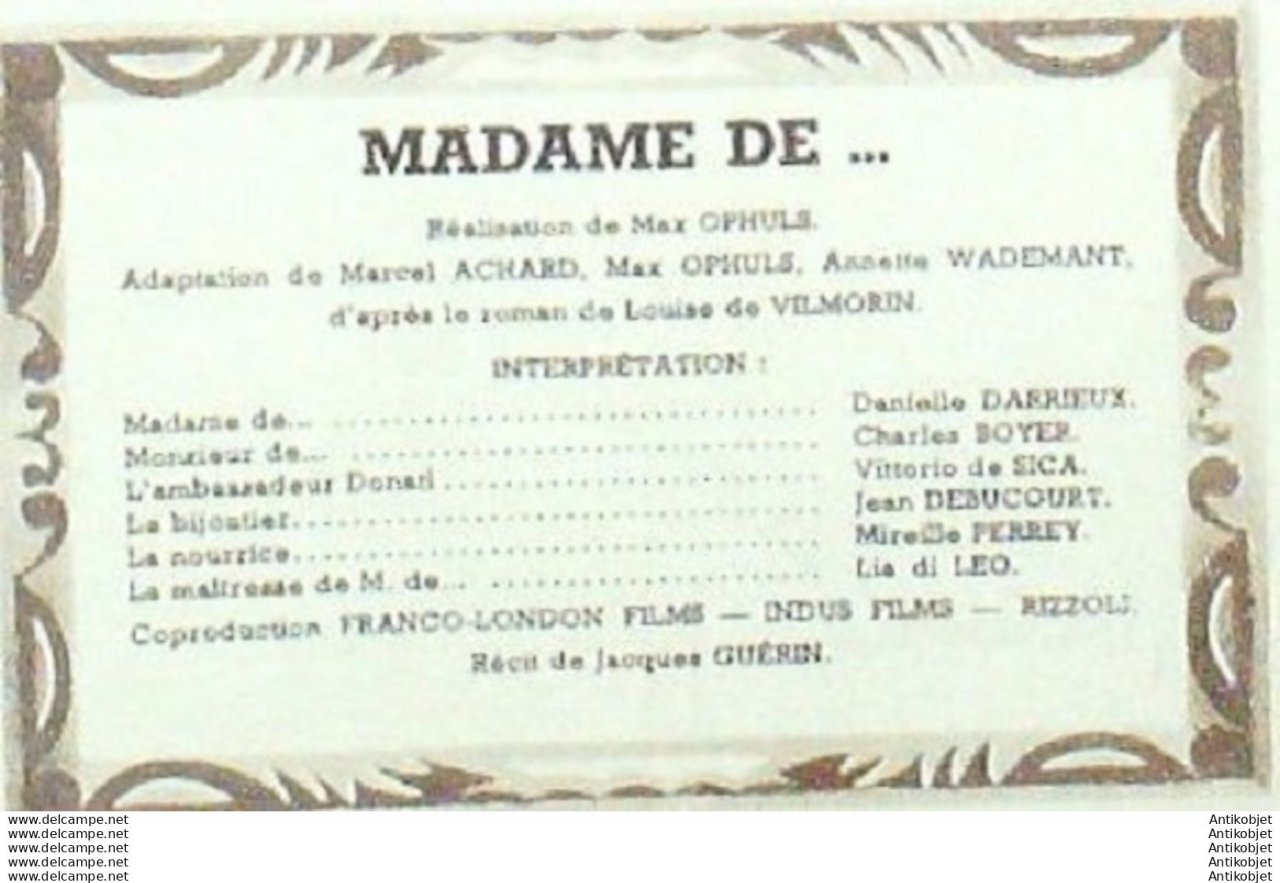 MADAME DE ...
Réalisation de Max OPHULS.
Adaptation de Marcel ACHARD, Max OPHULS, Annette WADEMANT,
d'après le roman de Louise de VILMORIN.
INTERPRÉTATION :
Madame de... Danielle DARRIEUX.
Monsieur de... Charles BOYER.
L'ambassadeur Donati Vittorio de SICA.
Le bijoutier Jean DEBUCOURT.
La nourrice Mireille PERREY.
La maîtresse de M. de... Lia di LEO.
Coproduction FRANCO-LONDON FILMS — INDUS FILMS — RIZZOLI.
Récit de Jacques GUÉRIN.
www.delcampe.net Antikobjet
www.delcampe.net Antikobjet
www.delcampe.net Antikobjet
www.delcampe.net Antikobjet
www.delcampe.net Antikobjet